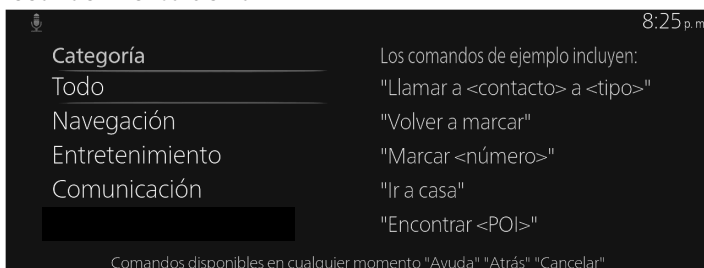 8:25 p. m
Categoría
Todo
Navegación
Entretenimiento
Comunicación
Los comandos de ejemplo incluyen:
"Llamar a <contacto> a <tipo>"
"Volver a marcar"
"Marcar <número>"
"Ir a casa"
"Encontrar <POI>"
Comandos disponibles en cualquier momento "Ayuda" "Atrás" "Cancelar"